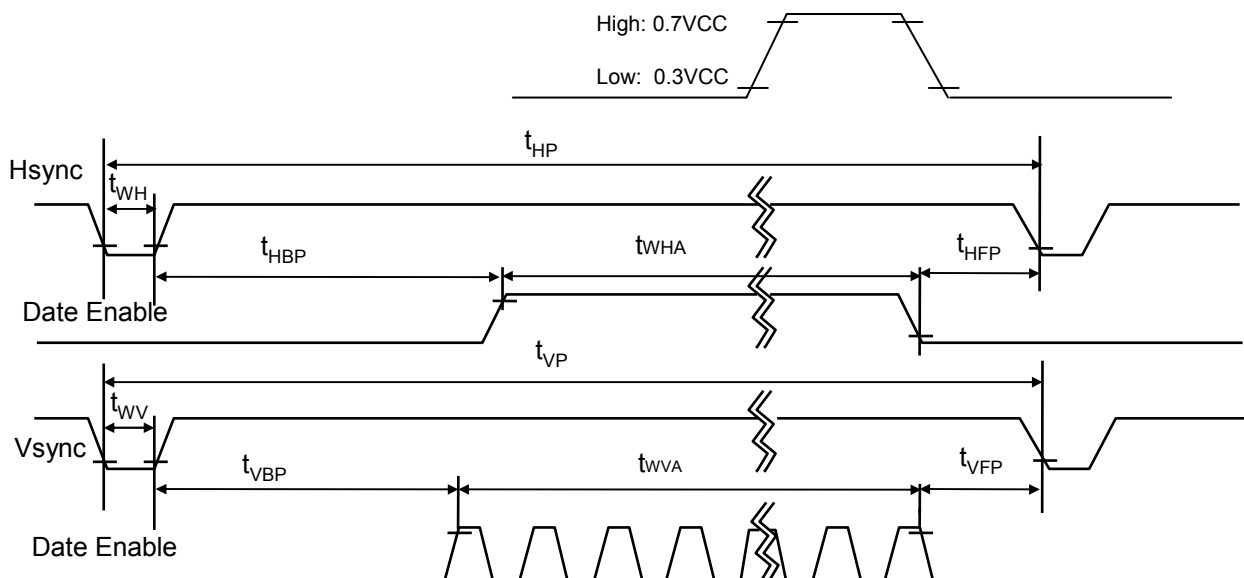 High: 0.7VCC
Low: 0.3VCC
tHP
Hsync
tWH
tHBP
tWHA
tHFP
Date Enable
tVP
tWV
Vsync
tVBP
tWVA
tVFP
Date Enable